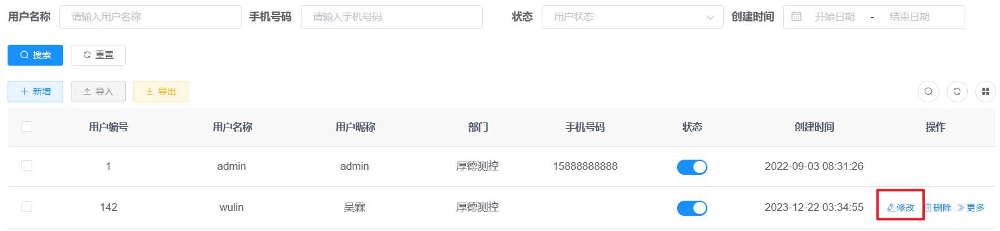 用户名称 请输入用户名称 手机号码 请输入手机号码 状态 用户状态 创建时间 开始日期 - 结束日期
搜索 重置
新增 导入 导出
用户编号 用户名称 用户昵称 部门 手机号码 状态 创建时间 操作
1 admin admin 厚德测控 15888888888 2022-09-03 08:31:26
142 wulin 吴霖 厚德测控 2023-12-22 03:34:55 修改 删除 更多